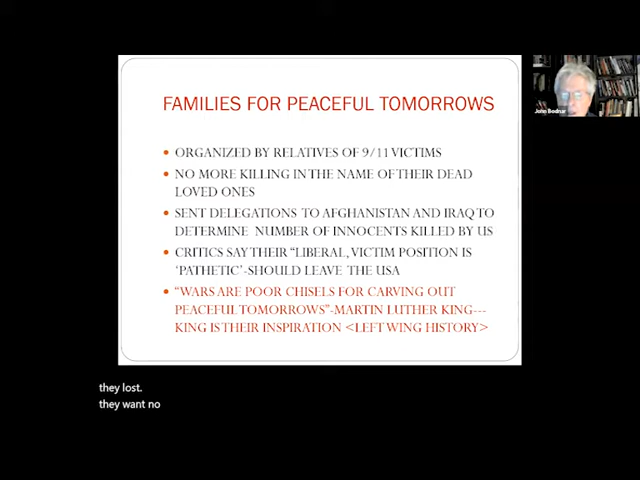 FAMILIES FOR PEACEFUL TOMORROWS
• ORGANIZED BY RELATIVES OF 9/11 VICTIMS
• NO MORE KILLING IN THE NAME OF THEIR DEAD
LOVED ONES
• SENT DELEGATIONS TO AFGHANISTAN AND IRAQ TO
DETERMINE NUMBER OF INNOCENTS KILLED BY US
• CRITICS SAY THEIR “LIBERAL, VICTIM POSITION IS
‘PATHETIC’-SHOULD LEAVE THE USA
• “WARS ARE POOR CHISELS FOR CARVING OUT
PEACEFUL TOMORROWS”-MARTIN LUTHER KING---
KING IS THEIR INSPIRATION <LEFT WING HISTORY>
John Bodnar
they lost.
they want no